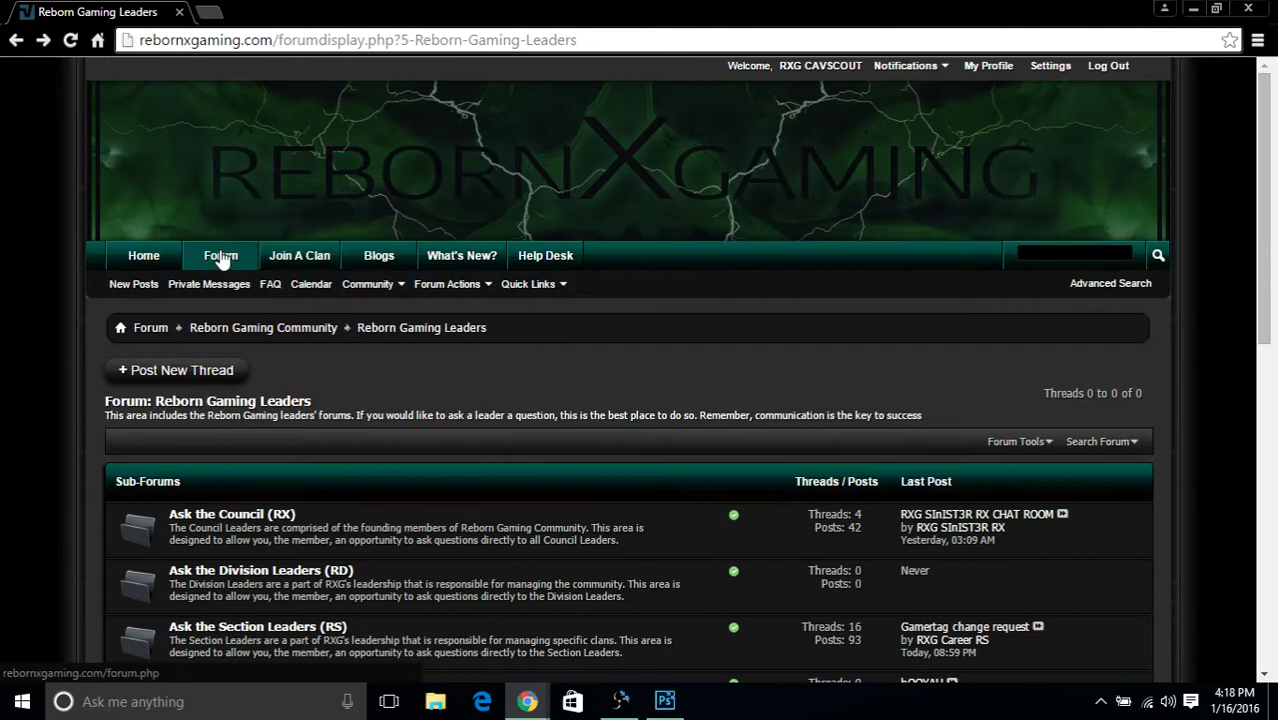 Reborn Gaming Leaders
rebornxgaming.com/forumdisplay.php?5-Reborn-Gaming-Leaders
Welcome, RXG CAVSCOUT Notifications My Profile Settings Log Out
REBORNXGAMING
Home Forum Join A Clan Blogs What's New? Help Desk
New Posts Private Messages FAQ Calendar Community Forum Actions Quick Links Advanced Search
Forum Reborn Gaming Community Reborn Gaming Leaders
+ Post New Thread
Threads 0 to 0 of 0
Forum: Reborn Gaming Leaders
This area includes the Reborn Gaming leaders' forums. If you would like to ask a leader a question, this is the best place to do so. Remember, communication is the key to success
Forum Tools Search Forum
Sub-Forums Threads / Posts Last Post
Ask the Council (RX) Threads: 4 RXG SInIST3R RX CHAT ROOM
The Council Leaders are comprised of the founding members of Reborn Gaming Community. This area is Posts: 42 by RXG SInIST3R RX
designed to allow you, the member, an opportunity to ask questions directly to all Council Leaders. Yesterday, 03:09 AM
Ask the Division Leaders (RD) Threads: 0 Never
The Division Leaders are a part of RXG's leadership that is responsible for managing the community. This area is Posts: 0
designed to allow you, the member, an opportunity to ask questions directly to the Division Leaders.
Ask the Section Leaders (RS) Threads: 16 Gamertag change request
The Section Leaders are a part of RXG's leadership that is responsible for managing specific clans. This area is Posts: 93 by RXG Career RS
designed to allow you, the member, an opportunity to ask questions directly to the Section Leaders. Today, 08:59 PM
rebornxgaming.com/forum.php
Ask me anything
Ps
4:18 PM
1/16/2016